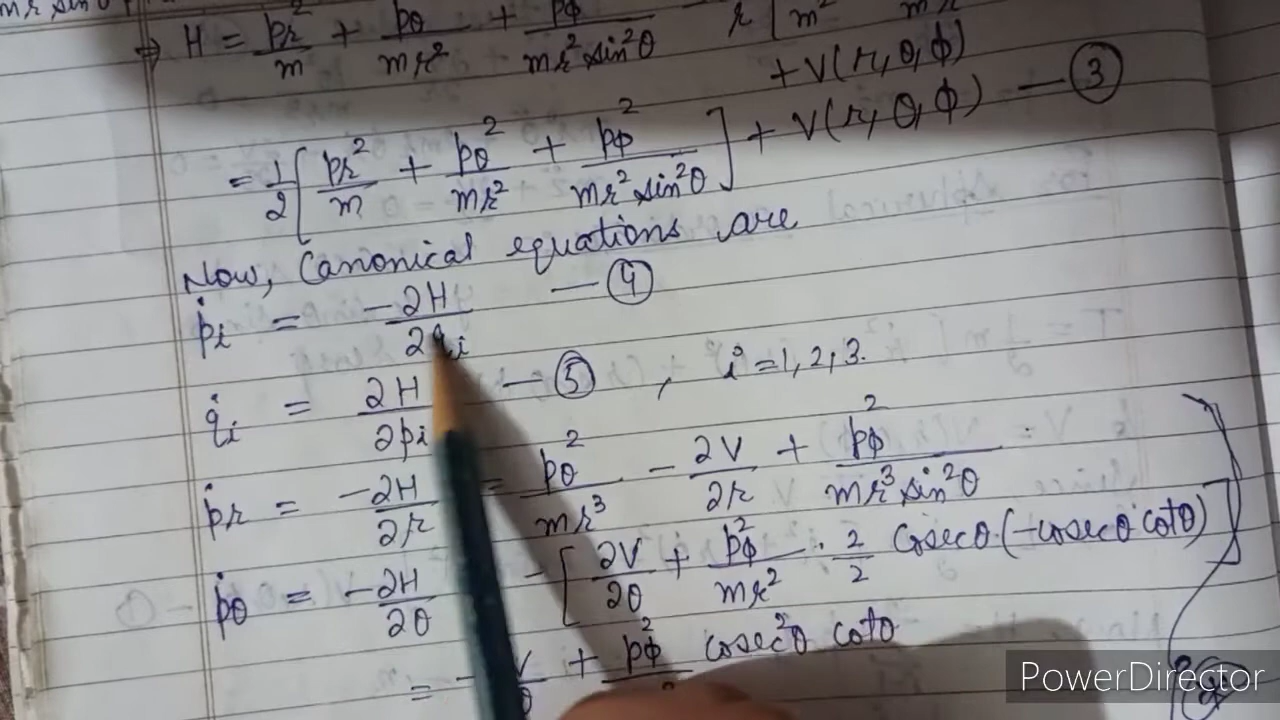 ⇒ H = pr²/m + pθ²/mr² + pφ²/mr² sin²θ
+ V(r, θ, φ)
= 1/2 [pr²/m + pθ²/mr² + pφ²/mr² sin²θ] + V(r, θ, φ) — ③
Now, Canonical equations are
ṗi = -∂H/∂qi — ④
q̇i = ∂H/∂pi — ⑤ , i = 1, 2, 3.
ṗr = -∂H/∂r = pθ²/mr³ - ∂V/∂r + pφ²/mr³ sin²θ
ṗθ = -∂H/∂θ - [∂V/∂θ + pφ²/mr² · 2/2 cosecθ·(-cosecθ cotθ)]
= + pφ² cosec²θ cotθ
PowerDirector